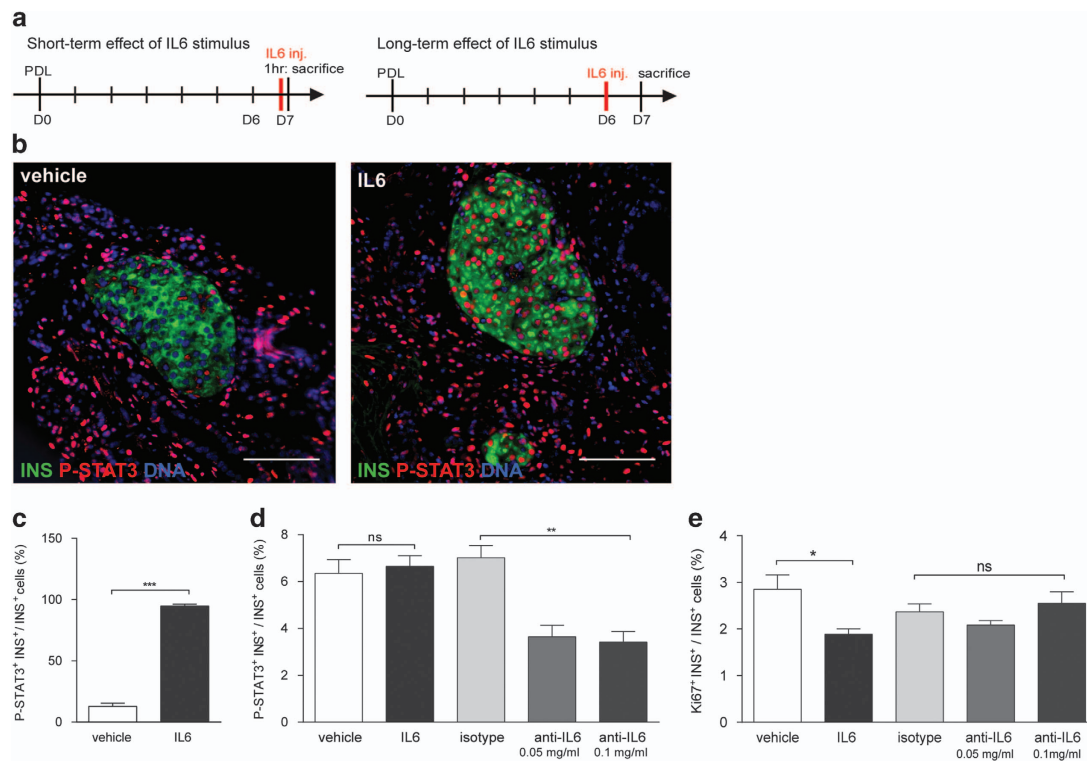 a
Short-term effect of IL6 stimulus
IL6 inj.
PDL
1hr: sacrifice
D0
D6
D7
Long-term effect of IL6 stimulus
PDL
IL6 inj.
sacrifice
D0
D6
D7
b
vehicle
INS P-STAT3 DNA
IL6
INS P-STAT3 DNA
c
P-STAT3⁺ INS⁺/ INS⁺ cells (%)
150
100
50
0
***
vehicle
IL6
d
P-STAT3⁺ INS⁺ / INS⁺ cells (%)
8
6
4
2
0
ns
**
vehicle
IL6
isotype
anti-IL6
0.05 mg/ml
anti-IL6
0.1 mg/ml
e
Ki67⁺ INS⁺ / INS⁺ cells (%)
4
3
2
1
0
*
ns
vehicle
IL6
isotype
anti-IL6
0.05 mg/ml
anti-IL6
0.1mg/ml